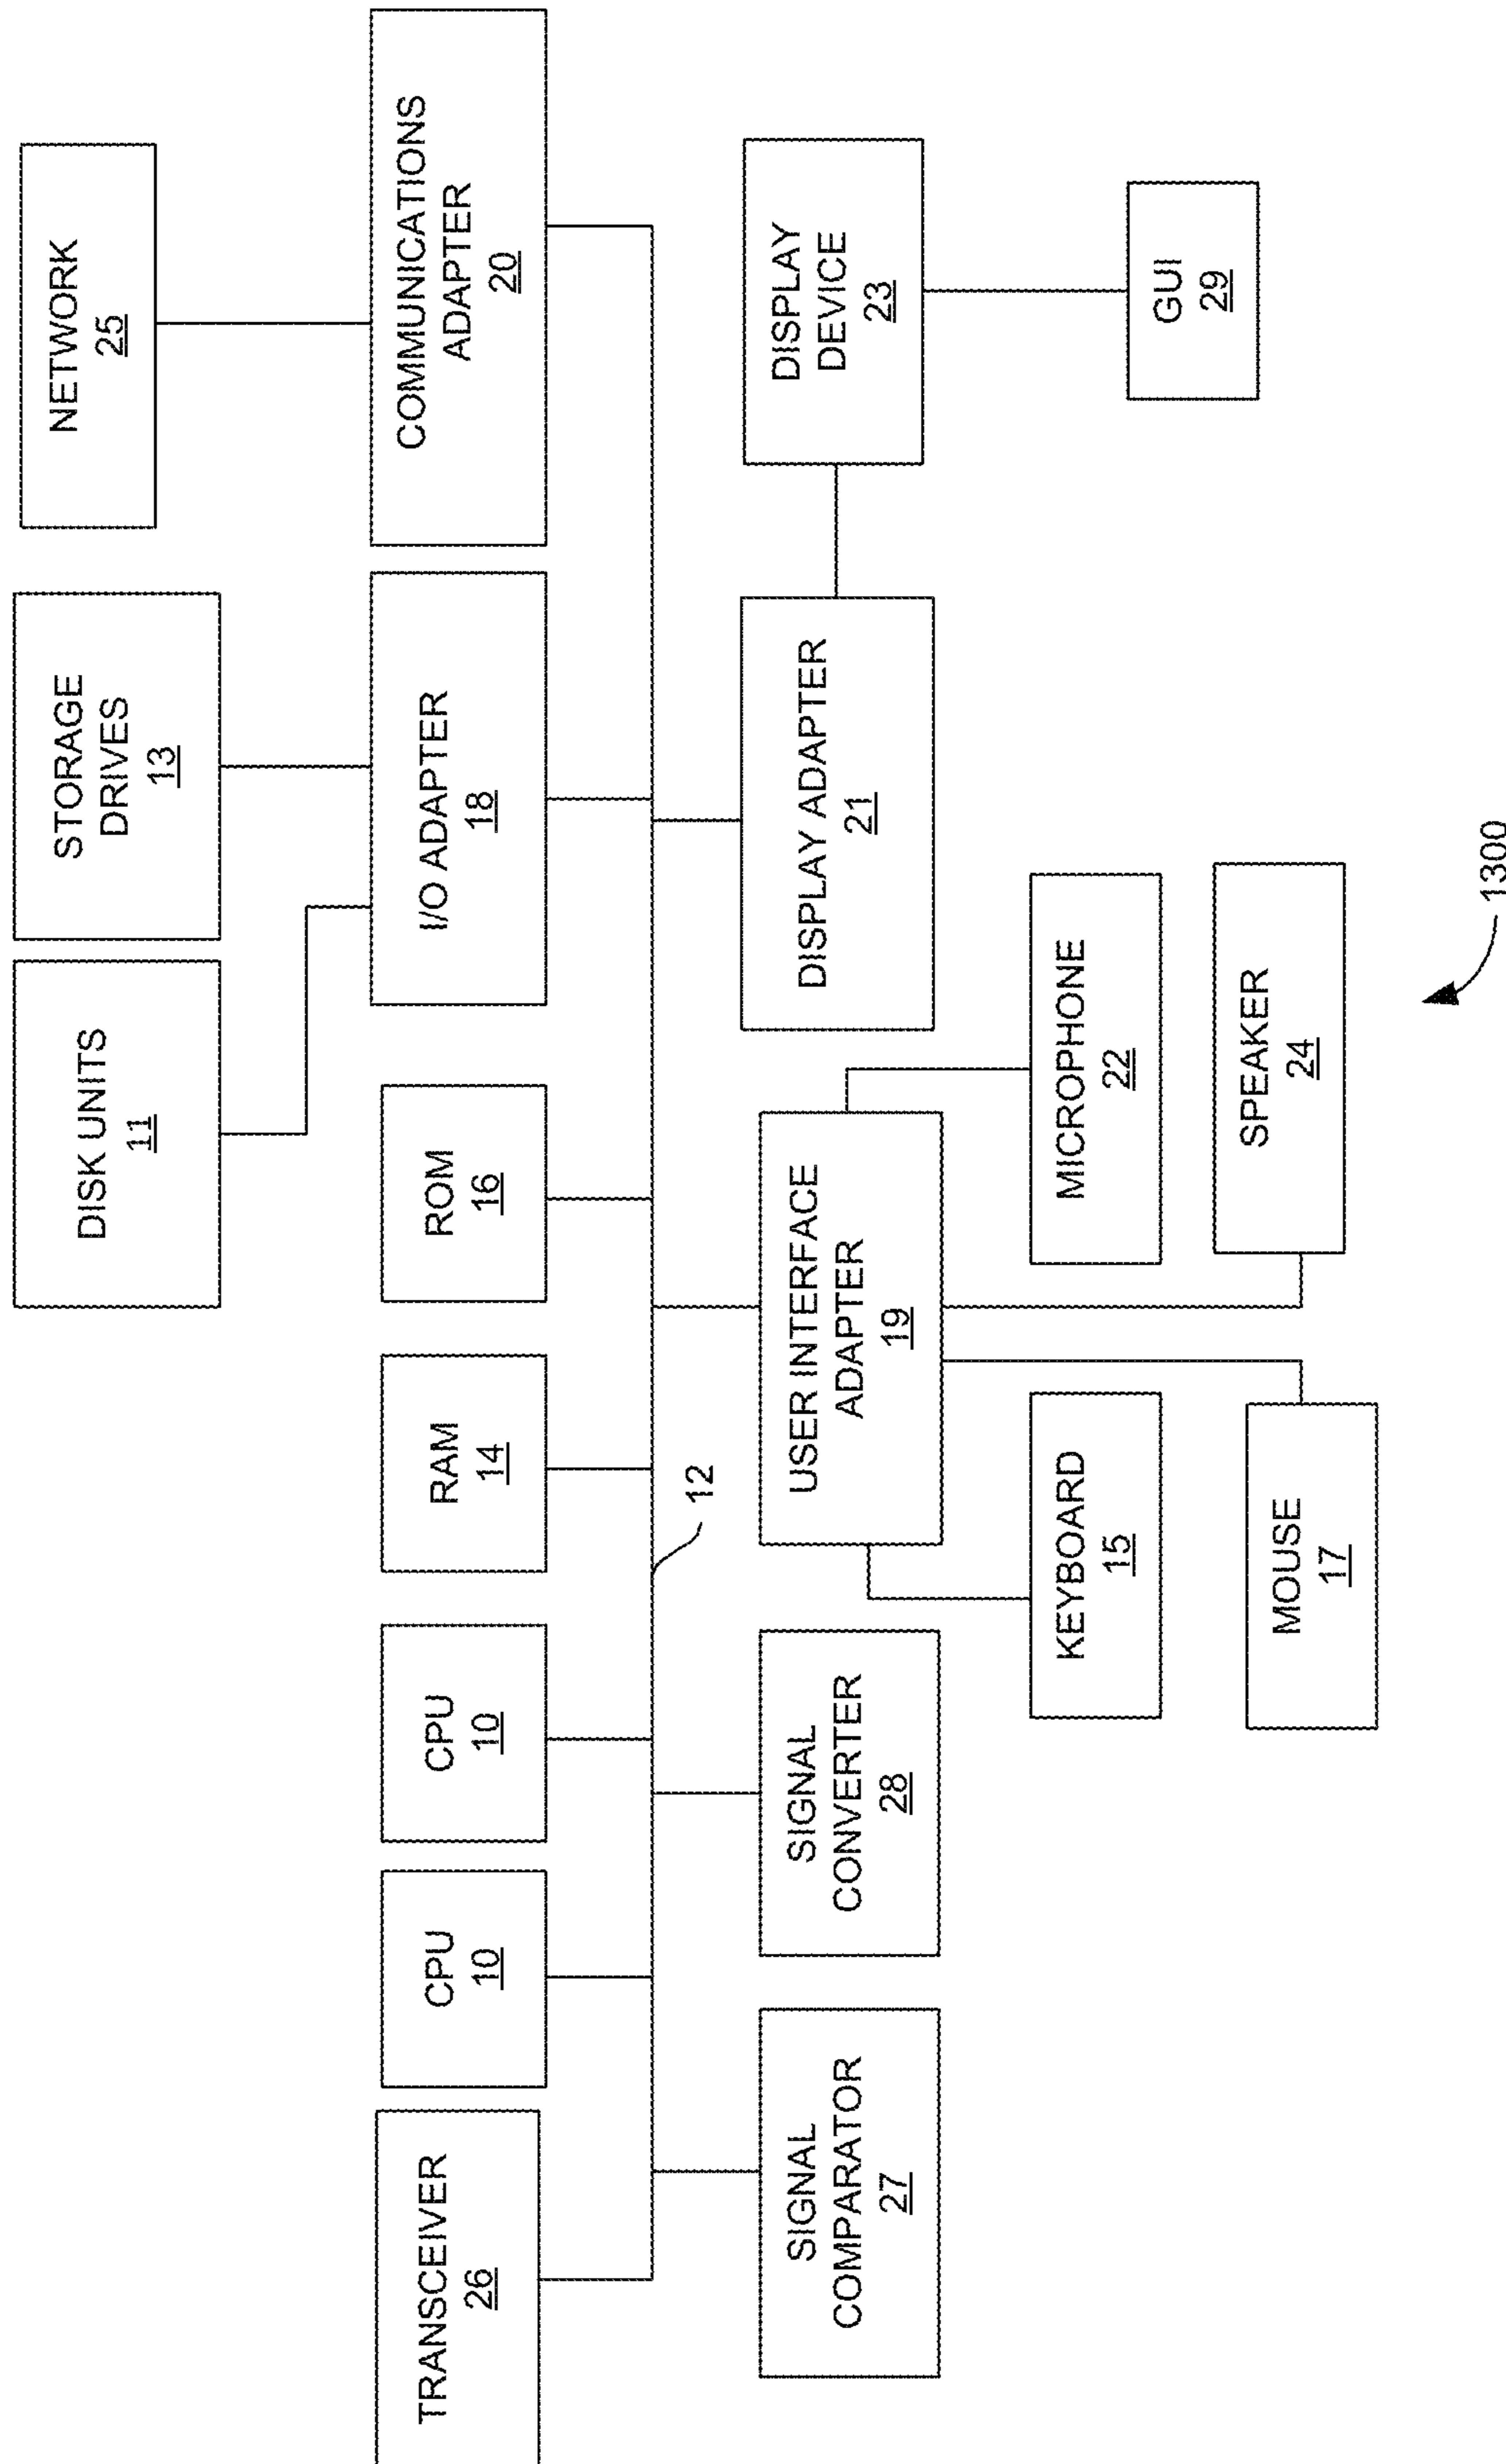 DISK UNITS
11
STORAGE
DRIVES
13
NETWORK
25
TRANSCEIVER
26
CPU
10
CPU
10
RAM
14
ROM
16
I/O ADAPTER
18
COMMUNICATIONS
ADAPTER
20
12
SIGNAL
COMPARATOR
27
SIGNAL
CONVERTER
28
USER INTERFACE
ADAPTER
19
DISPLAY ADAPTER
21
DISPLAY
DEVICE
23
KEYBOARD
15
MICROPHONE
22
GUI
29
MOUSE
17
SPEAKER
24
1300